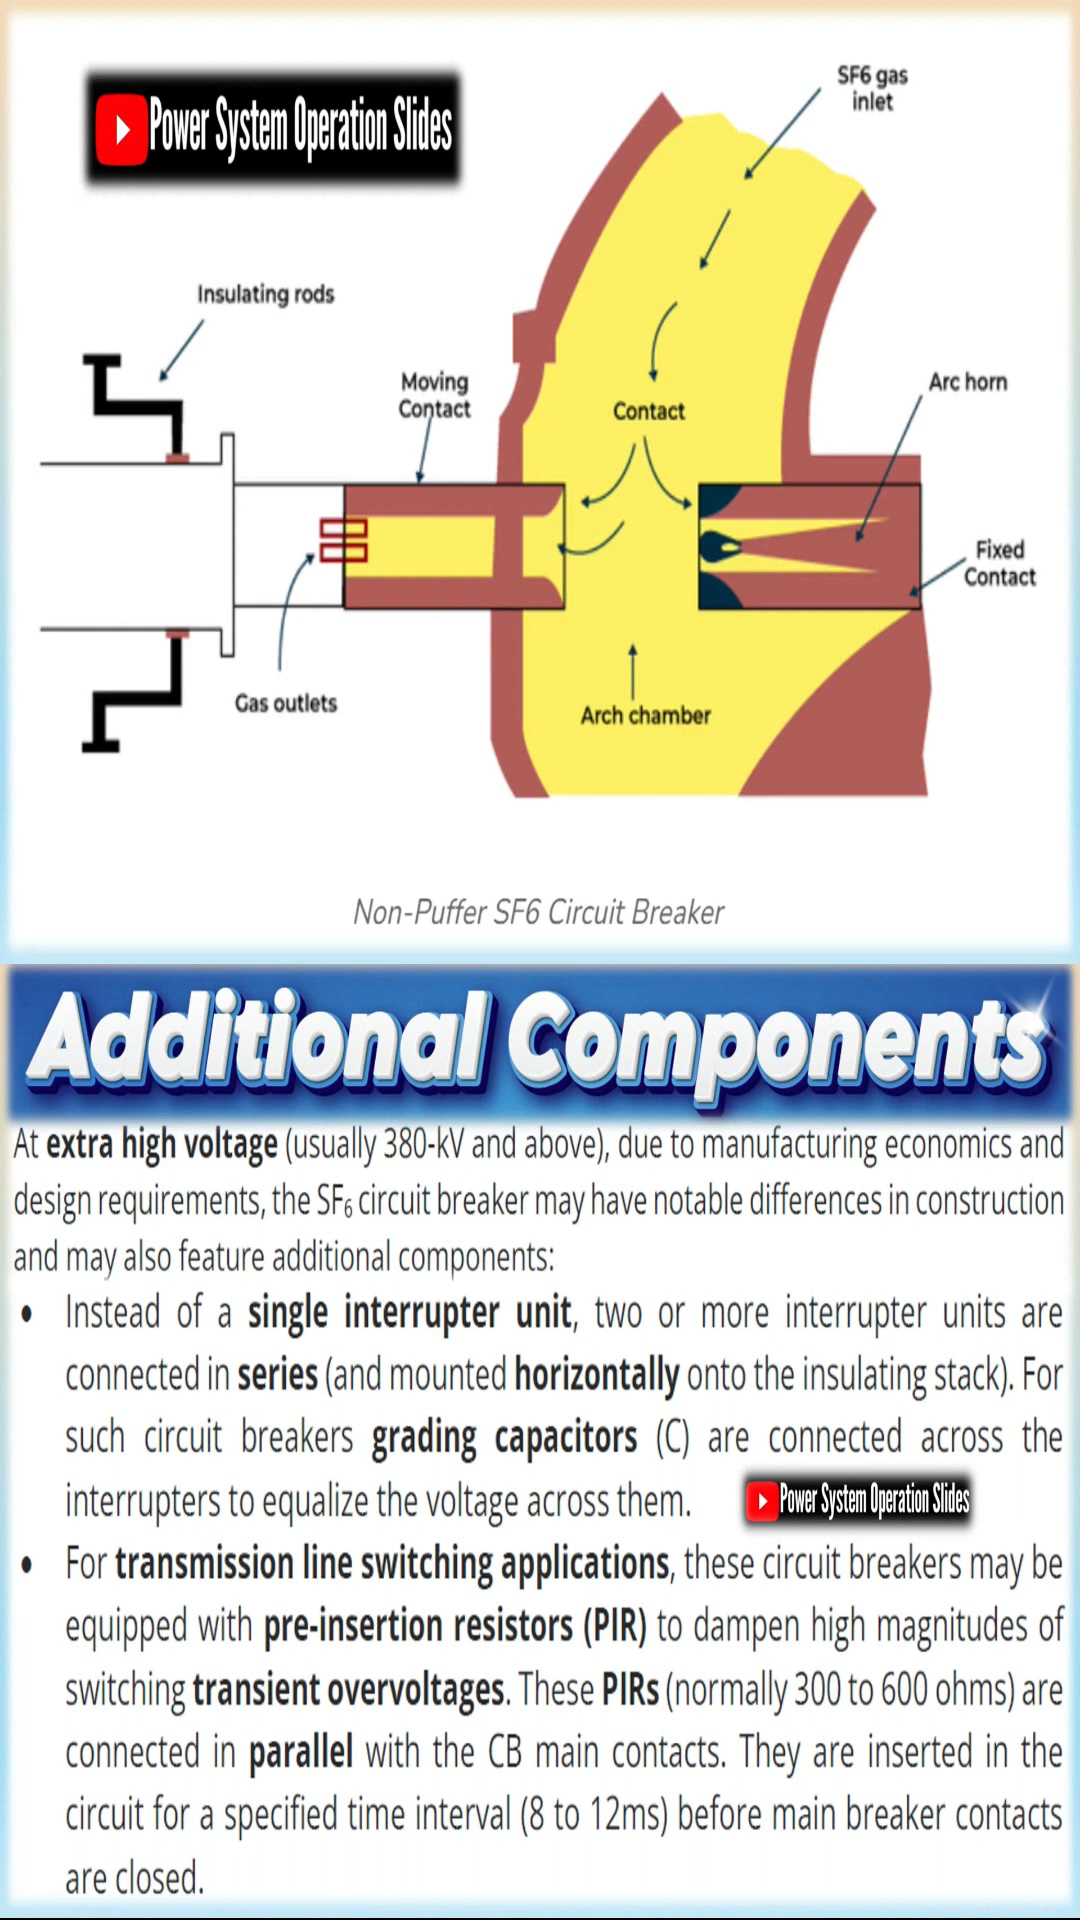 Power System Operation Slides
SF6 gas
inlet
Insulating rods
Moving
Contact
Contact
Arc horn
Fixed
Contact
Gas outlets
Arch chamber
Non-Puffer SF6 Circuit Breaker
Additional Components
At extra high voltage (usually 380-kV and above), due to manufacturing economics and
design requirements, the SF₆ circuit breaker may have notable differences in construction
and may also feature additional components:
• Instead of a single interrupter unit, two or more interrupter units are
connected in series (and mounted horizontally onto the insulating stack). For
such circuit breakers grading capacitors (C) are connected across the
interrupters to equalize the voltage across them.
Power System Operation Slides
• For transmission line switching applications, these circuit breakers may be
equipped with pre-insertion resistors (PIR) to dampen high magnitudes of
switching transient overvoltages. These PIRs (normally 300 to 600 ohms) are
connected in parallel with the CB main contacts. They are inserted in the
circuit for a specified time interval (8 to 12ms) before main breaker contacts
are closed.